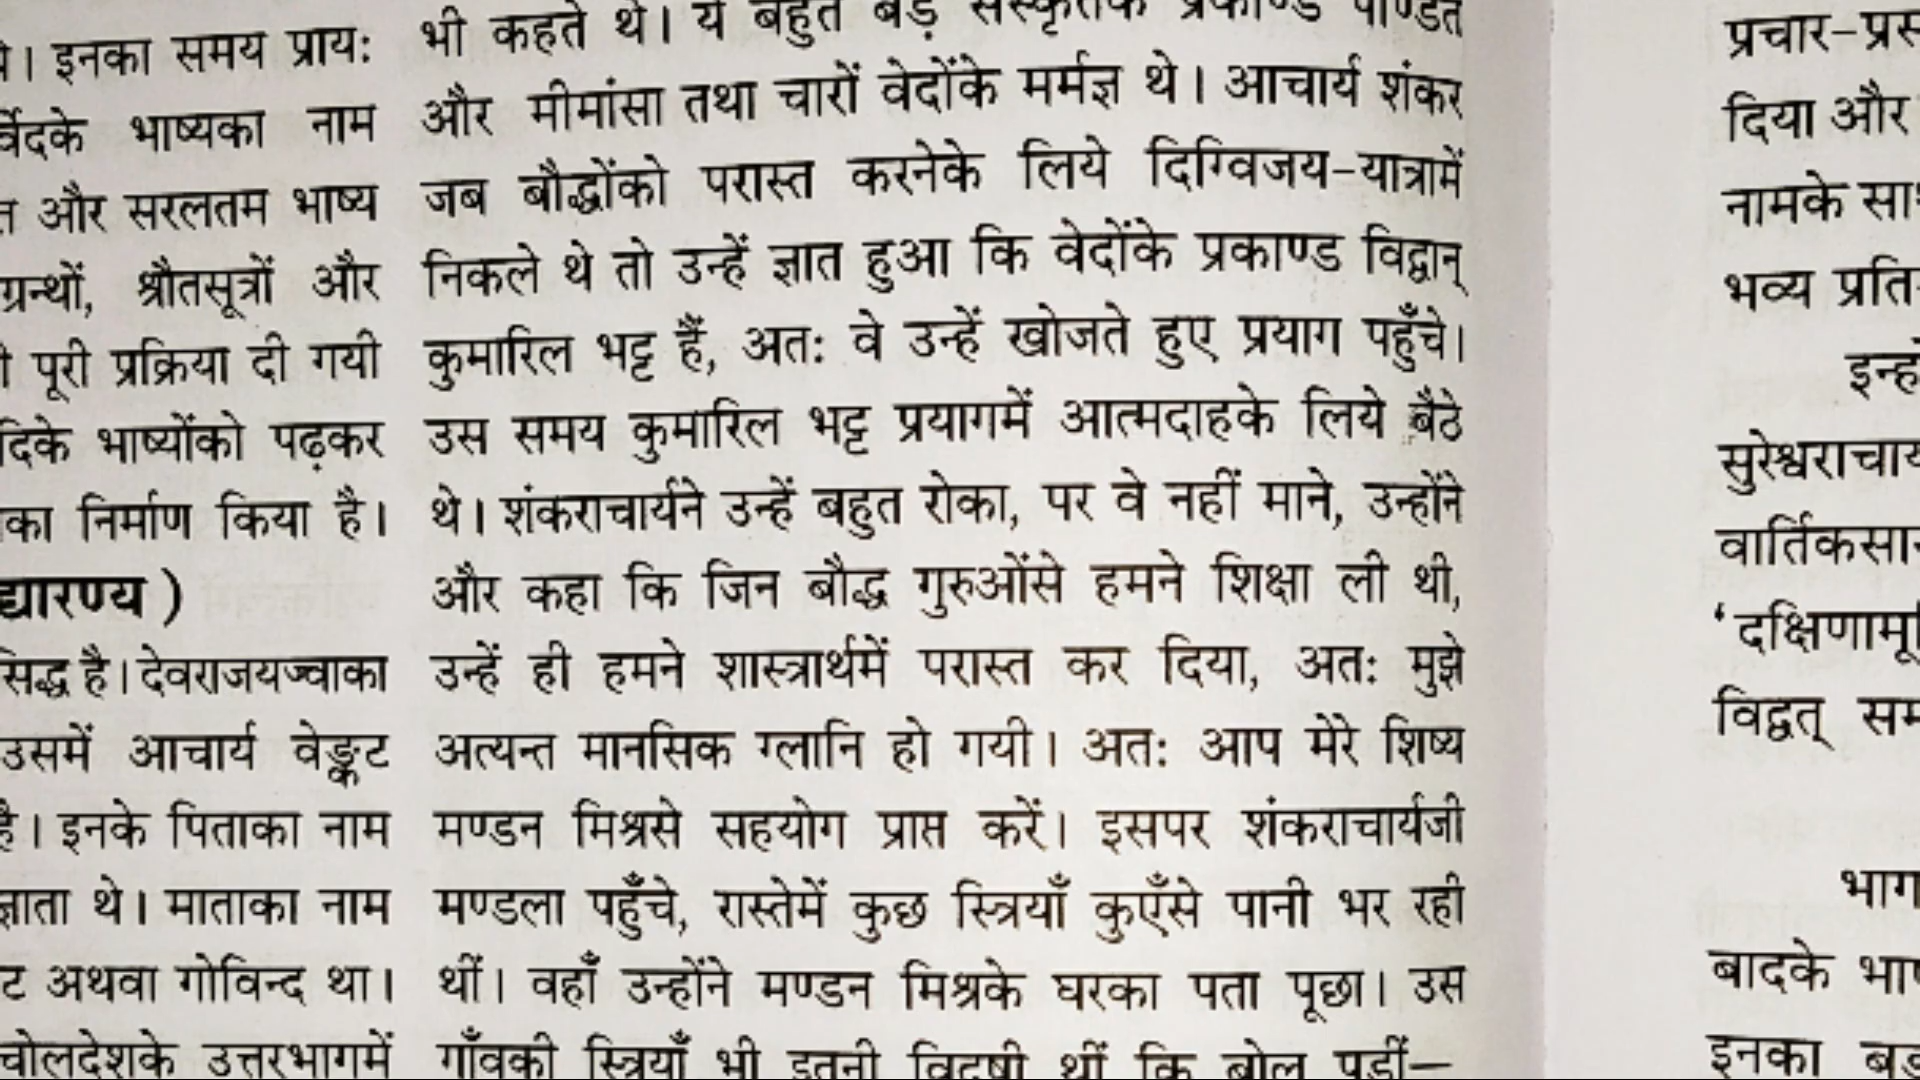 । इनका समय प्रायः
भाष्यका नाम
और सरलतम भाष्य
ग्रन्थों, श्रौतसूत्रों और
पूरी प्रक्रिया दी गयी
भाष्योंको पढ़कर
का निर्माण किया है।
द्यारण्य )
सिद्ध है। देवराजयज्वाका
उसमें आचार्य वेङ्कट
है। इनके पिताका नाम
ज्ञाता थे। माताका नाम
ट अथवा गोविन्द था।
चोलदेशके उत्तरभागमें
भी कहते थे। ये बहुत बड़े संस्कृतके प्रकाण्ड पण्डित
और मीमांसा तथा चारों वेदोंके मर्मज्ञ थे। आचार्य शंकर
जब बौद्धोंको परास्त करनेके लिये दिग्विजय-यात्रामें
निकले थे तो उन्हें ज्ञात हुआ कि वेदोंके प्रकाण्ड विद्वान्
कुमारिल भट्ट हैं, अतः वे उन्हें खोजते हुए प्रयाग पहुँचे।
उस समय कुमारिल भट्ट प्रयागमें आत्मदाहके लिये बैठे
थे। शंकराचार्यने उन्हें बहुत रोका, पर वे नहीं माने, उन्होंने
और कहा कि जिन बौद्ध गुरुओंसे हमने शिक्षा ली थी,
उन्हें ही हमने शास्त्रार्थमें परास्त कर दिया, अतः मुझे
अत्यन्त मानसिक ग्लानि हो गयी। अतः आप मेरे शिष्य
मण्डन मिश्रसे सहयोग प्राप्त करें। इसपर शंकराचार्यजी
मण्डला पहुँचे, रास्तेमें कुछ स्त्रियाँ कुएँसे पानी भर रही
थीं। वहाँ उन्होंने मण्डन मिश्रके घरका पता पूछा। उस
गाँवकी स्त्रियाँ भी इतनी विदुषी थीं कि बोल पड़ीं—
प्रचार-प्रस
दिया और
नामके
भव्य प्रति
इन्हो
सुरेश्वराचार्य
वार्तिकसा
'दक्षिणामू
विद्वत् सम
भाग
बादके भा
इनका बड़